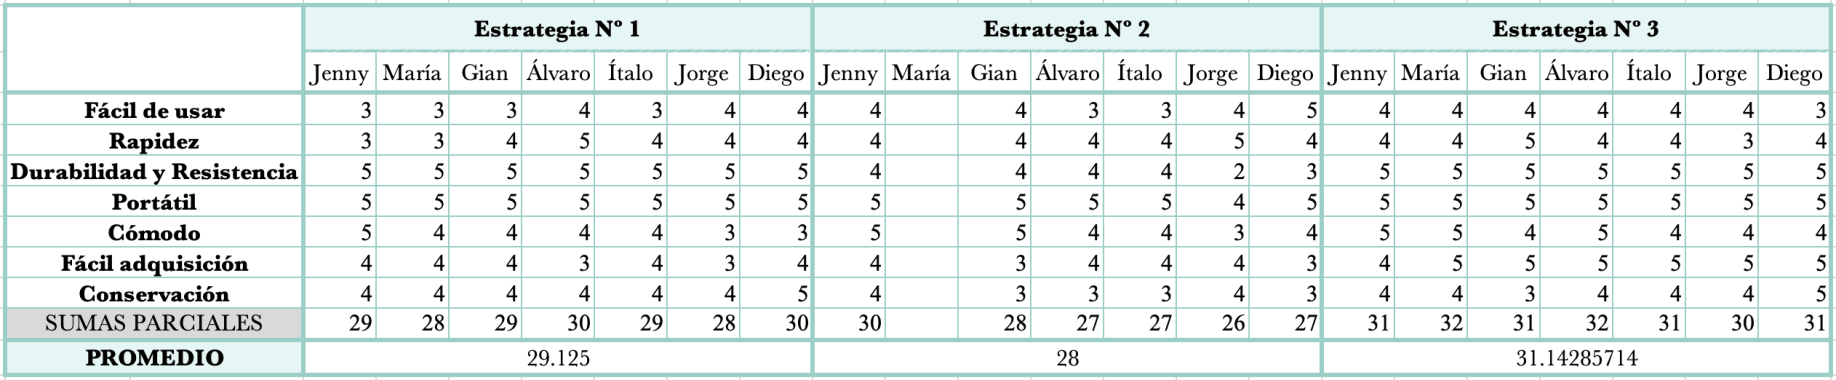 Estrategia Nº 1 Estrategia Nº 2 Estrategia Nº 3
Jenny María Gian Álvaro Ítalo Jorge Diego Jenny María Gian Álvaro Ítalo Jorge Diego Jenny María Gian Álvaro Ítalo Jorge Diego
Fácil de usar 3 3 3 4 3 4 4 4 4 3 3 4 5 4 4 4 4 4 4 3
Rapidez 3 3 4 5 4 4 4 4 4 4 4 5 4 4 4 5 4 4 3 4
Durabilidad y Resistencia 5 5 5 5 5 5 5 4 4 4 4 2 3 5 5 5 5 5 5 5
Portátil 5 5 5 5 5 5 5 5 5 5 5 4 5 5 5 5 5 5 5 5
Cómodo 5 4 4 4 4 3 3 5 5 4 4 3 4 5 5 4 5 4 4 4
Fácil adquisición 4 4 4 3 4 3 4 4 3 4 4 4 3 4 5 5 5 5 5 5
Conservación 4 4 4 4 4 4 5 4 3 3 3 4 3 4 4 3 4 4 4 5
SUMAS PARCIALES 29 28 29 30 29 28 30 30 28 27 27 26 27 31 32 31 32 31 30 31
PROMEDIO 29.125 28 31.14285714